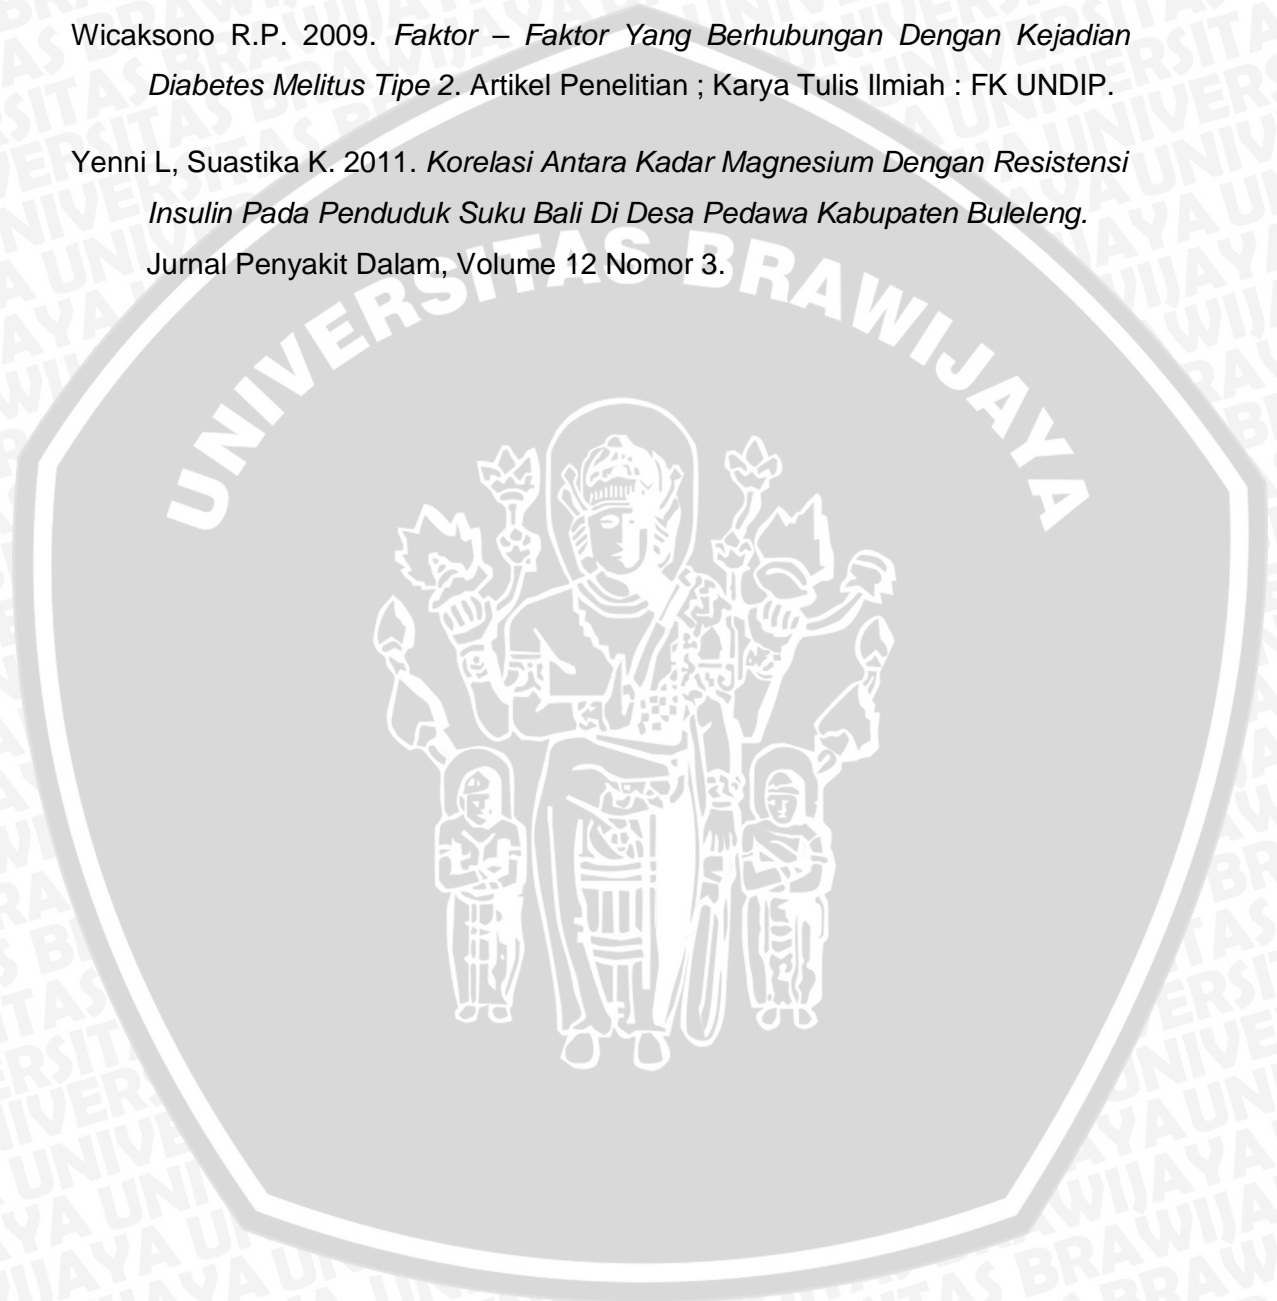 Wicaksono R.P. 2009. Faktor – Faktor Yang Berhubungan Dengan Kejadian
Diabetes Melitus Tipe 2. Artikel Penelitian ; Karya Tulis Ilmiah : FK UNDIP.
Yenni L, Suastika K. 2011. Korelasi Antara Kadar Magnesium Dengan Resistensi
Insulin Pada Penduduk Suku Bali Di Desa Pedawa Kabupaten Buleleng.
Jurnal Penyakit Dalam, Volume 12 Nomor 3.
UNIVERSITAS BRAWIJAYA